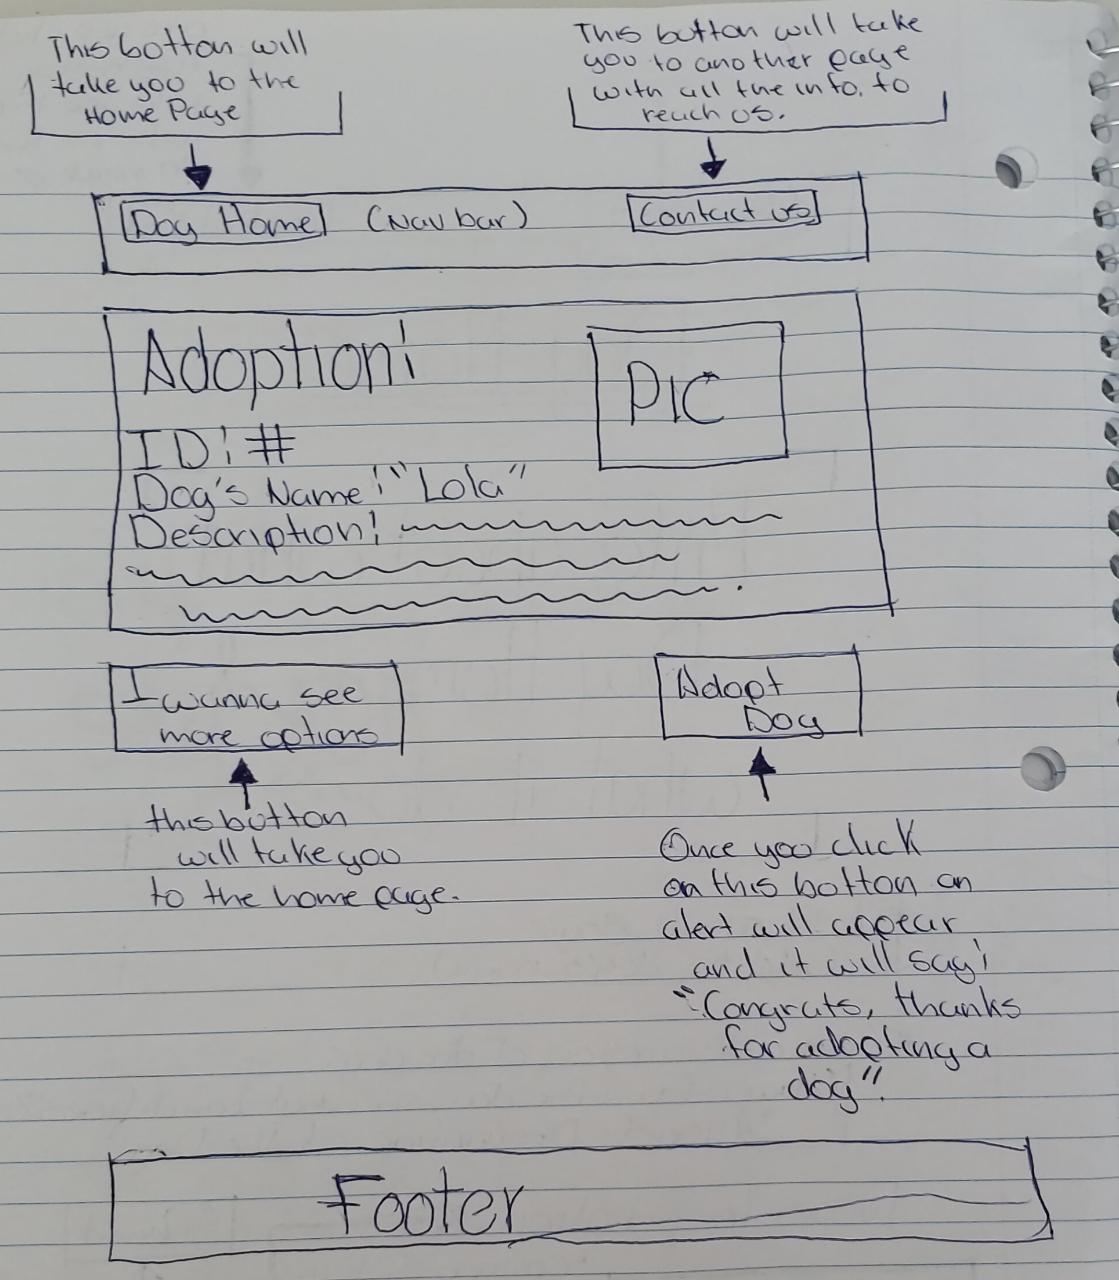 This botton will
take you to the
Home Page
This botton will take
you to another page
with all the info. to
reach us.
Dog Home (Nav bar) Contact us
Adoption!
PIC
ID: #
Dog's Name: "Lola"
Description:
I wanna see
more options
Adopt
Dog
this botton
will take you
to the home page.
Once you click
on this botton an
alert will appear
and it will say:
"Congrats, thanks
for adopting a
dog".
Footer